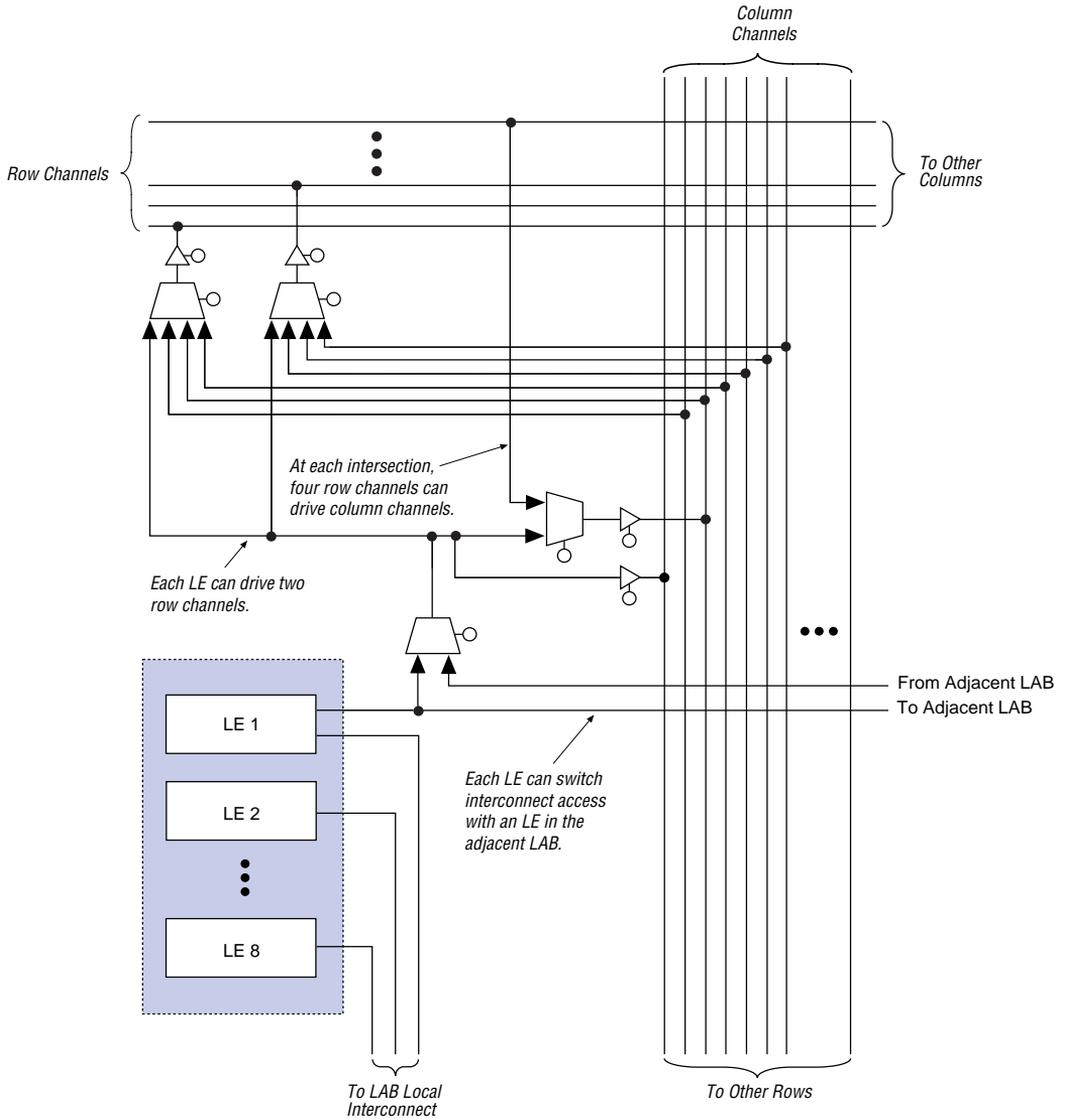 Column
Channels
Row Channels
To Other
Columns
At each intersection,
four row channels can
drive column channels.
Each LE can drive two
row channels.
From Adjacent LAB
To Adjacent LAB
LE 1
Each LE can switch
interconnect access
with an LE in the
adjacent LAB.
LE 2
LE 8
To LAB Local
Interconnect
To Other Rows